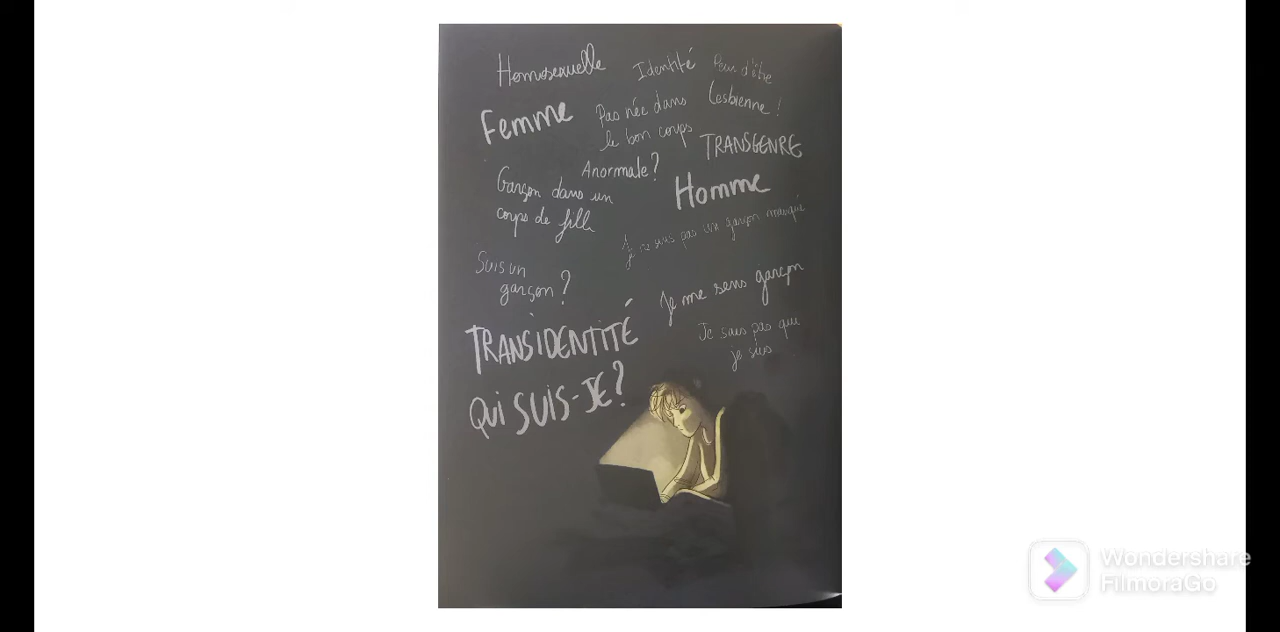 Homosexuelle
Identité
Peur d'être
Lesbienne !
Femme
Pas née dans
le bon corps
TRANSGENRE
Anormale ?
Homme
Garçon dans un
corps de fille
Je ne suis pas un garçon manqué
Suis un
garçon ?
Je me sens garçon
Je sais pas que
je suis
TRANSIDENTITÉ
QUI SUIS-JE ?
Wondershare
FilmoraGo